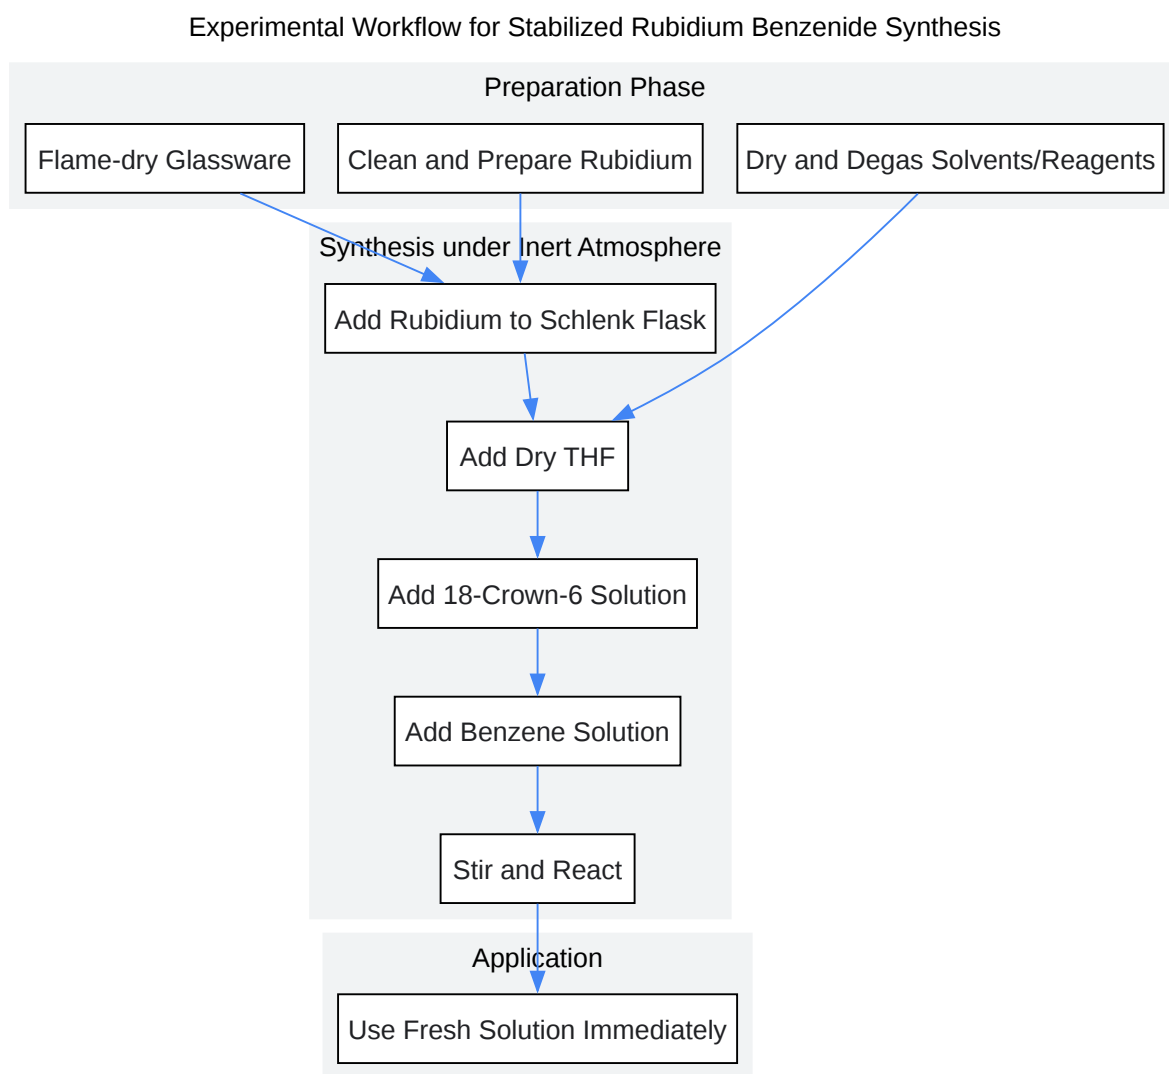 Experimental Workflow for Stabilized Rubidium Benzenide Synthesis
Preparation Phase
Flame-dry Glassware
Clean and Prepare Rubidium
Dry and Degas Solvents/Reagents
Synthesis under Inert Atmosphere
Add Rubidium to Schlenk Flask
Add Dry THF
Add 18-Crown-6 Solution
Add Benzene Solution
Stir and React
Application
Use Fresh Solution Immediately